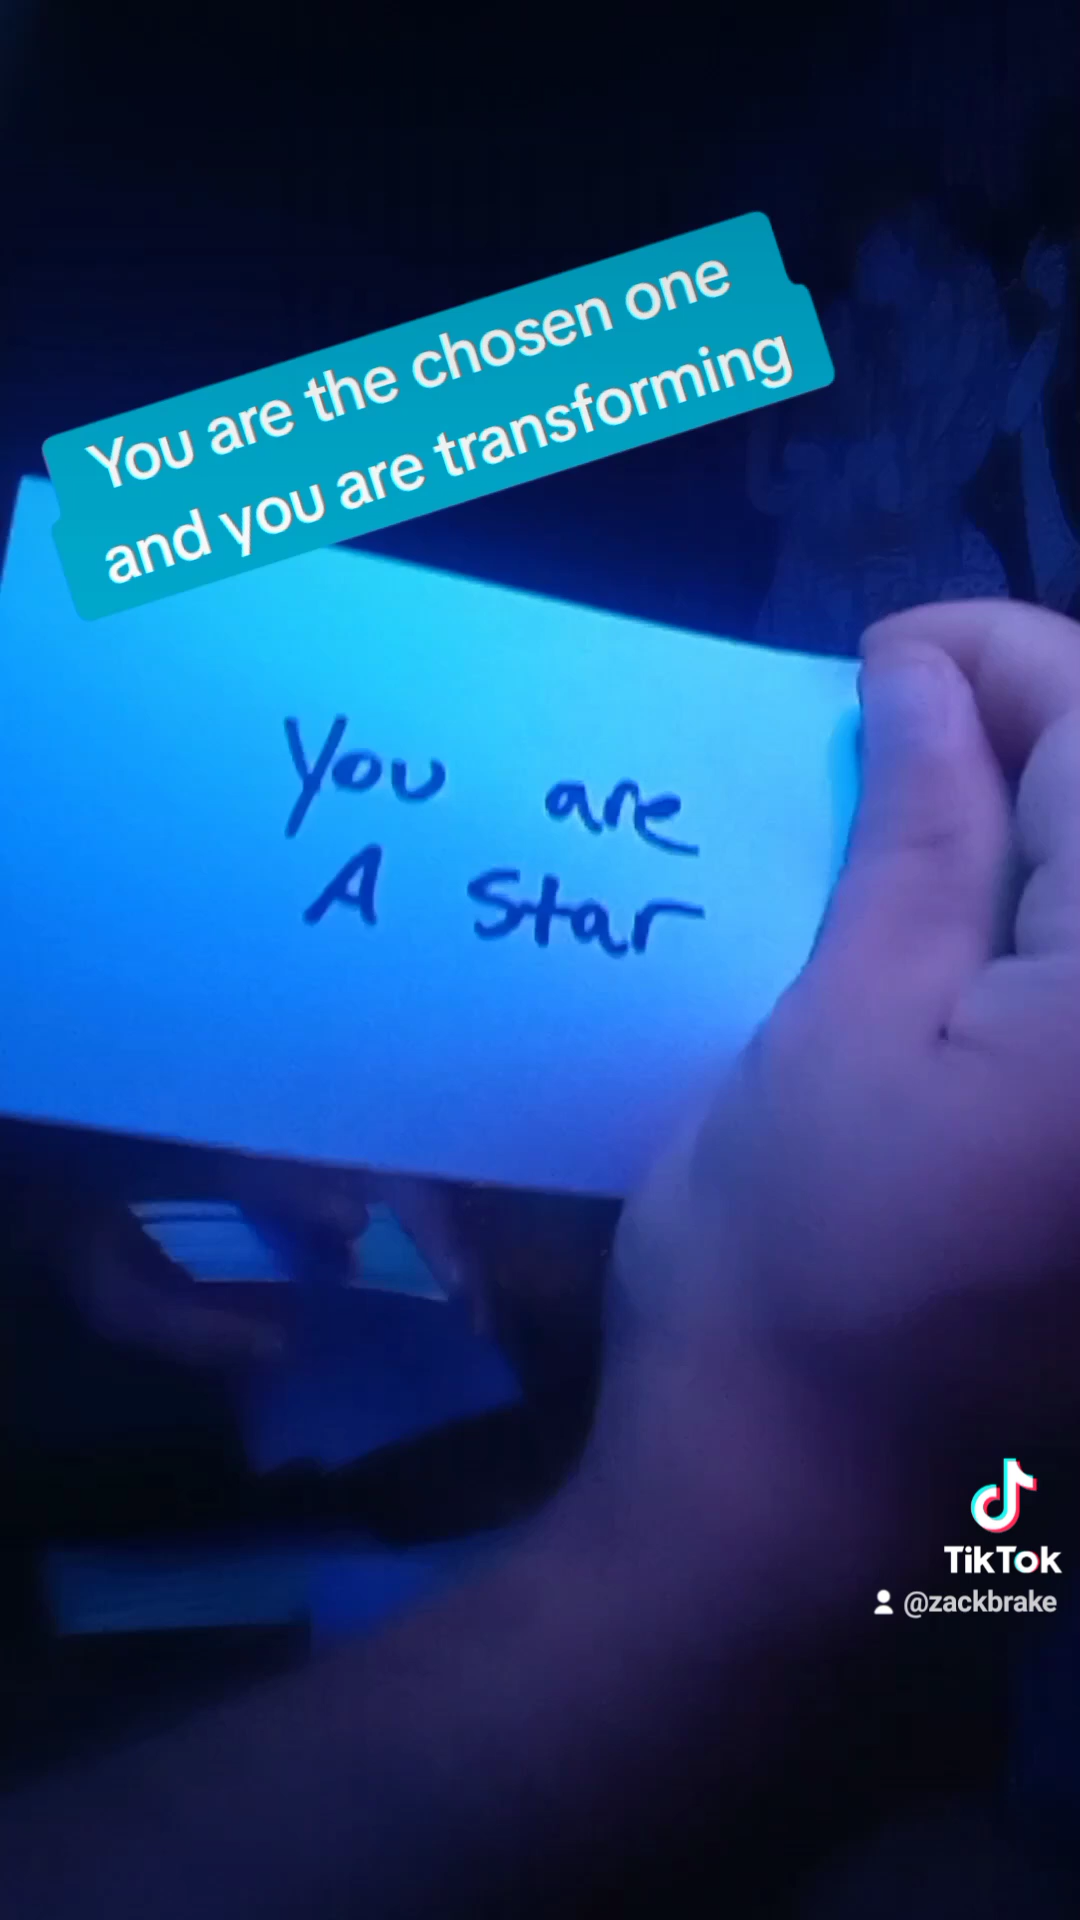 You are the chosen one
and you are transforming
You are
A Star
TikTok
@zackbrake